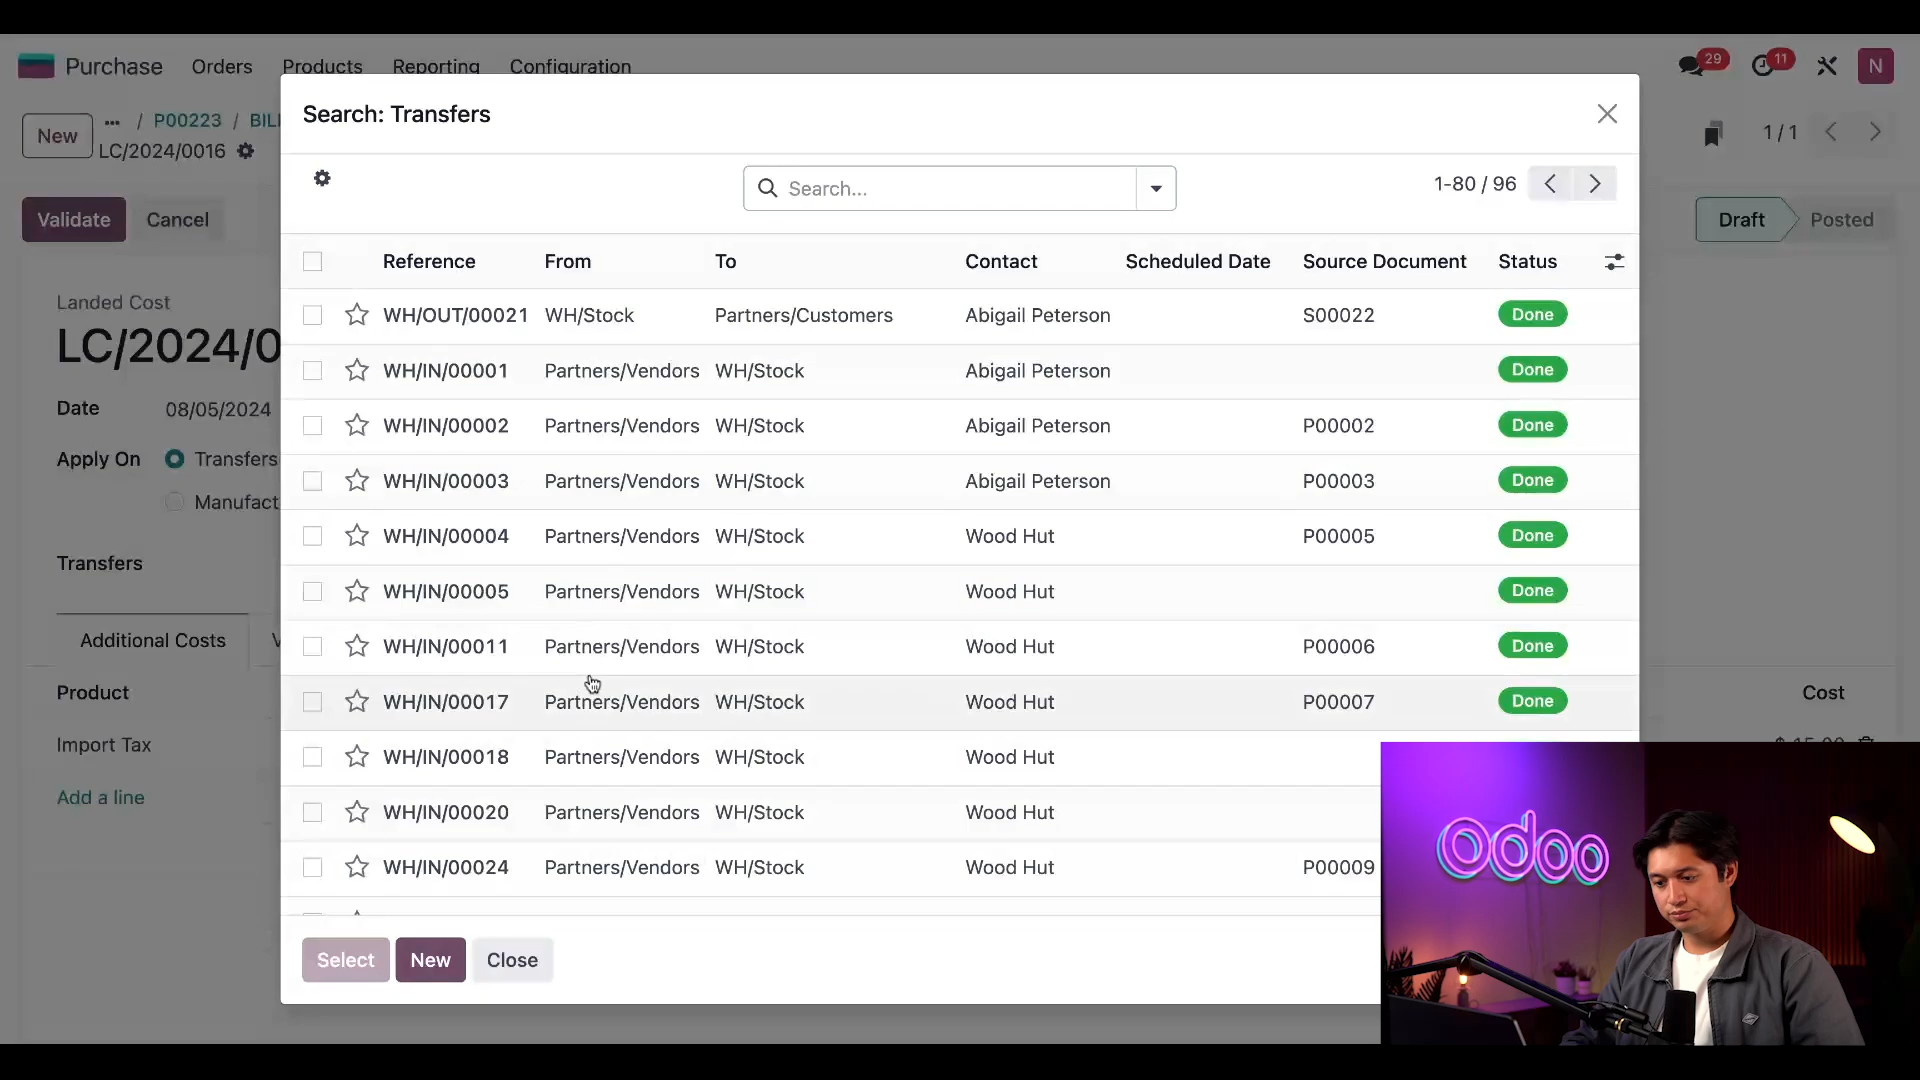 Purchase Orders Products Reporting Configuration
29 11 N
New ... / P00223 / BILL
LC/2024/0016
1 / 1
Validate Cancel
Draft Posted
Landed Cost
LC/2024/0
Date 08/05/2024
Apply On Transfers
Manufact
Transfers
Additional Costs V
Product Cost
Import Tax
Add a line
Search: Transfers
Search...
1-80 / 96
Reference From To Contact Scheduled Date Source Document Status
WH/OUT/00021 WH/Stock Partners/Customers Abigail Peterson S00022 Done
WH/IN/00001 Partners/Vendors WH/Stock Abigail Peterson Done
WH/IN/00002 Partners/Vendors WH/Stock Abigail Peterson P00002 Done
WH/IN/00003 Partners/Vendors WH/Stock Abigail Peterson P00003 Done
WH/IN/00004 Partners/Vendors WH/Stock Wood Hut P00005 Done
WH/IN/00005 Partners/Vendors WH/Stock Wood Hut Done
WH/IN/00011 Partners/Vendors WH/Stock Wood Hut P00006 Done
WH/IN/00017 Partners/Vendors WH/Stock Wood Hut P00007 Done
WH/IN/00018 Partners/Vendors WH/Stock Wood Hut
WH/IN/00020 Partners/Vendors WH/Stock Wood Hut
WH/IN/00024 Partners/Vendors WH/Stock Wood Hut P00009
Select New Close
odoo